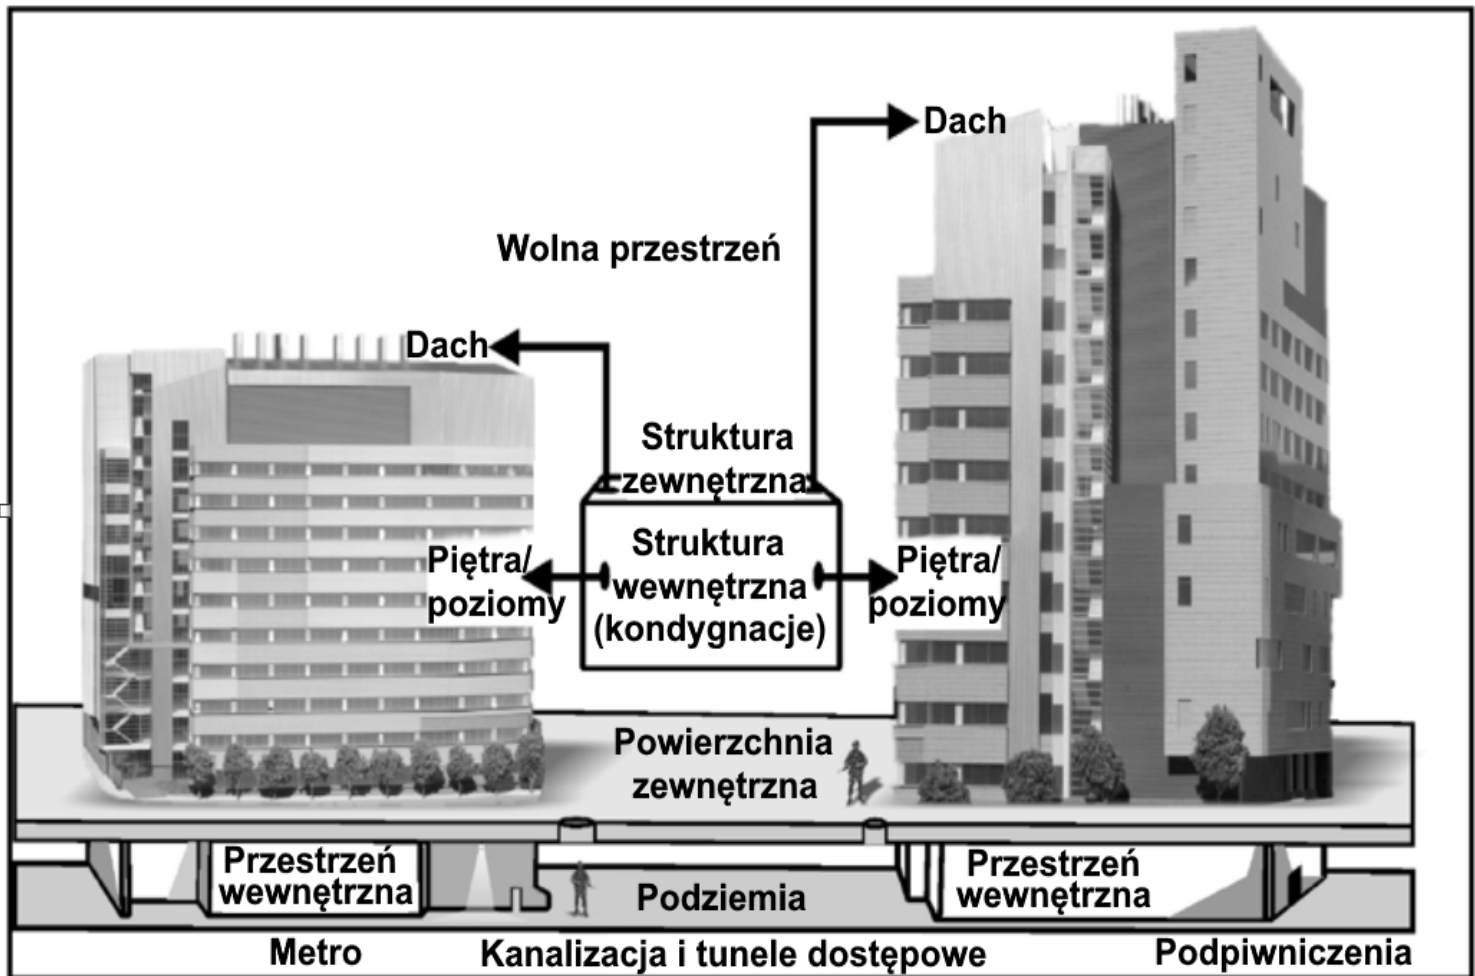 Dach
Wolna przestrzeń
Dach
Struktura
zewnętrzna
Struktura
wewnętrzna
(kondygnacje)
Piętra/
poziomy
Piętra/
poziomy
Powierzchnia
zewnętrzna
Przestrzeń
wewnętrzna
Podziemia
Przestrzeń
wewnętrzna
Metro
Kanalizacja i tunele dostępowe
Podpiwniczenia